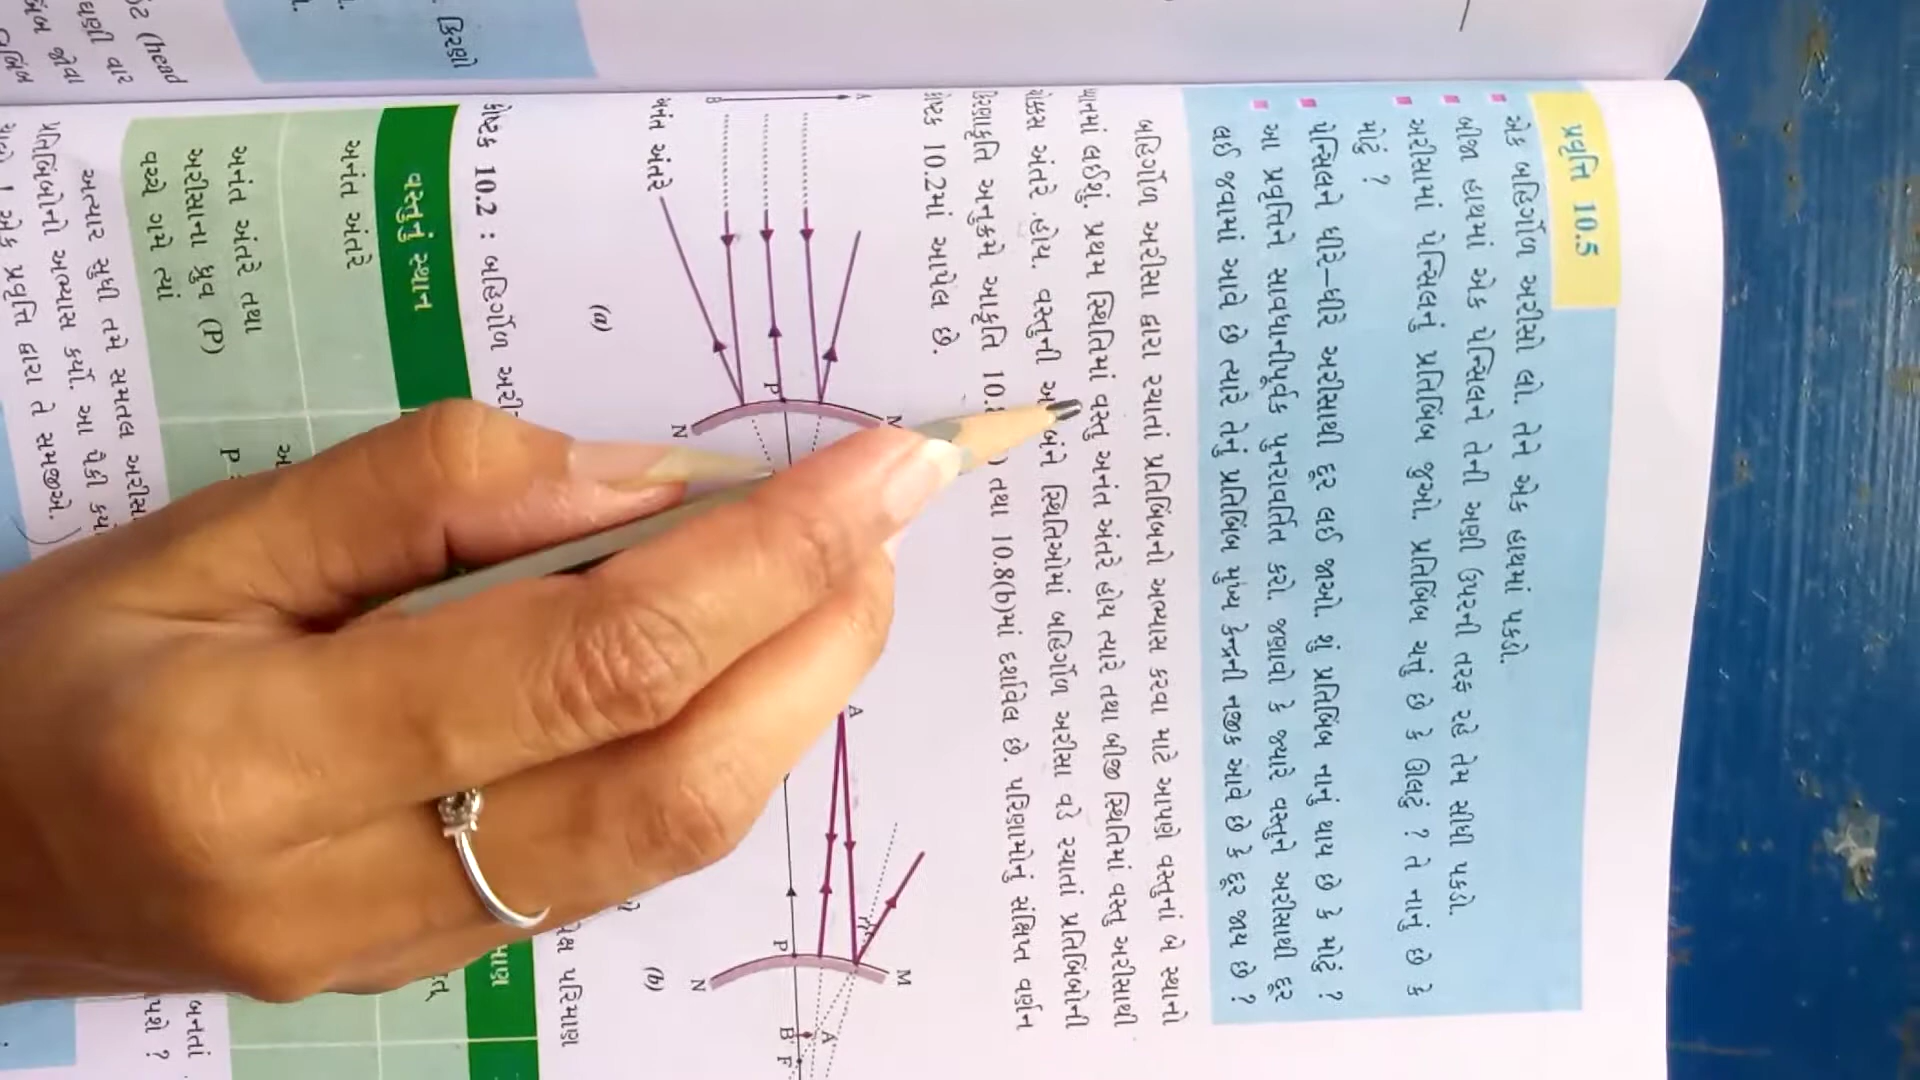 કિરણો
(head
પ્રવૃત્તિ 10.5
એક બહિર્ગોળ અરીસો લો. તેને એક હાથમાં પકડો.
બીજા હાથમાં એક પેન્સિલને તેની અણી ઉપરની તરફ રહે તેમ સીધી પકડો.
અરીસામાં પેન્સિલનું પ્રતિબિંબ જુઓ. પ્રતિબિંબ ચત્તું છે કે ઊલટું ? તે નાનું છે કે
મોટું ?
પેન્સિલને ધીરે-ધીરે અરીસાથી દૂર લઈ જાઓ. શું પ્રતિબિંબ નાનું થાય છે કે મોટું ?
આ પ્રવૃત્તિને સાવધાનીપૂર્વક પુનરાવર્તિત કરો. જણાવો કે જ્યારે વસ્તુને અરીસાથી દૂર
લઈ જવામાં આવે છે ત્યારે તેનું પ્રતિબિંબ મુખ્ય કેન્દ્રની નજીક આવે છે કે દૂર જાય છે ?
બહિર્ગોળ અરીસા દ્વારા રચાતાં પ્રતિબિંબનો અભ્યાસ કરવા માટે આપણે વસ્તુનાં બે સ્થાનો
ધ્યાનમાં લઈશું. પ્રથમ સ્થિતિમાં વસ્તુ અનંત અંતરે હોય ત્યારે તથા બીજી સ્થિતિમાં વસ્તુ અરીસાથી
ચોક્કસ અંતરે હોય. વસ્તુની બંને સ્થિતિઓમાં બહિર્ગોળ અરીસા વડે રચાતાં પ્રતિબિંબોની
કિરણાકૃતિ અનુક્રમે આકૃતિ તથા 10.8(b)માં દર્શાવેલ છે. પરિણામોનું સંક્ષિપ્ત વર્ણન
કોષ્ટક 10.2માં આપેલ છે.
A
B
P
M
N
A
P
M
N
B'
A'
F
અનંત અંતરે
(a)
(b)
કોષ્ટક 10.2 : બહિર્ગોળ
પરિમાણ
વસ્તુનું સ્થાન
અનંત અંતરે
અનંત અંતરે તથા
અરીસાના ધ્રુવ (P)
વચ્ચે ગમે ત્યાં
અત્યાર સુધી તમે સમતલ
બનતાં
પ્રતિબિંબોનો અભ્યાસ કર્યો. આ પૈકી
એક પ્રવૃત્તિ દ્વારા તે સમજીએ.